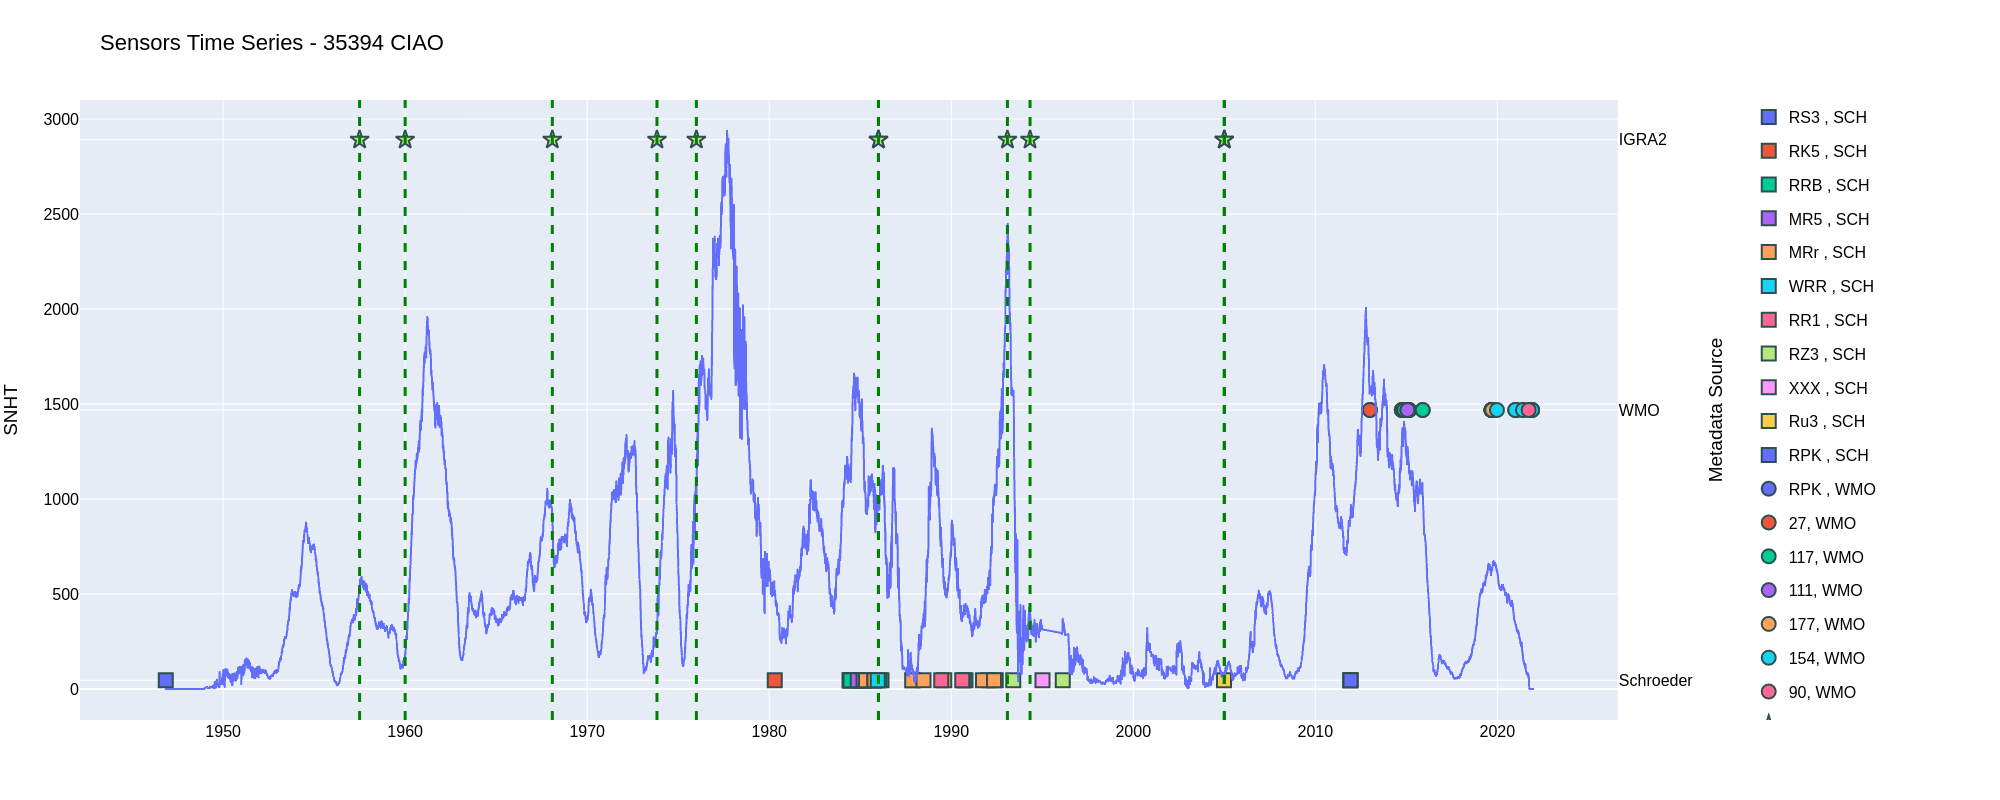 Sensors Time Series - 35394 CIAO
SNHT
3000
2500
2000
1500
1000
500
0
1950
1960
1970
1980
1990
2000
2010
2020
IGRA2
WMO
Schroeder
Metadata Source
RS3 , SCH
RK5 , SCH
RRB , SCH
MR5 , SCH
MRr , SCH
WRR , SCH
RR1 , SCH
RZ3 , SCH
XXX , SCH
Ru3 , SCH
RPK , SCH
RPK , WMO
27, WMO
117, WMO
111, WMO
177, WMO
154, WMO
90, WMO